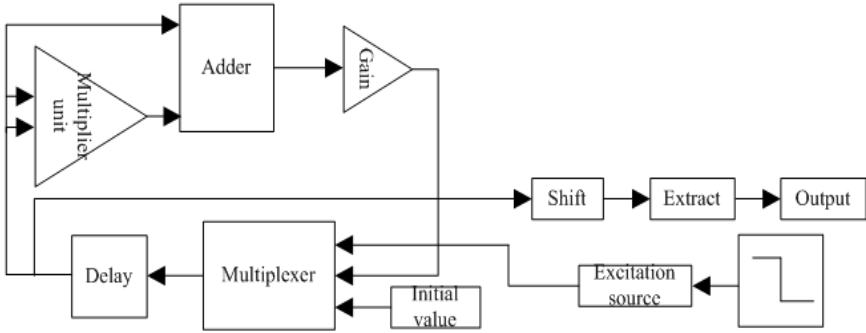 Adder
Gain
Multiplier
unit
Shift
Extract
Output
Delay
Multiplexer
Initial
value
Excitation
source